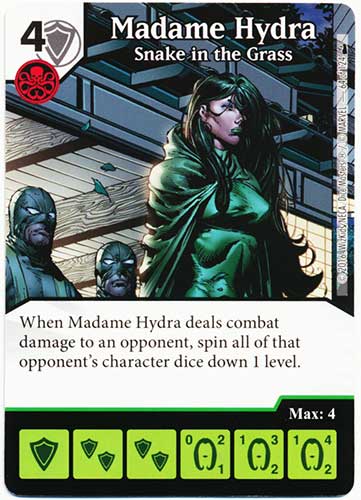 4
Madame Hydra
Snake in the Grass
When Madame Hydra deals combat
damage to an opponent, spin all of that
opponent's character dice down 1 level.
Max: 4
0 2 1
1 3 2
1 4 2